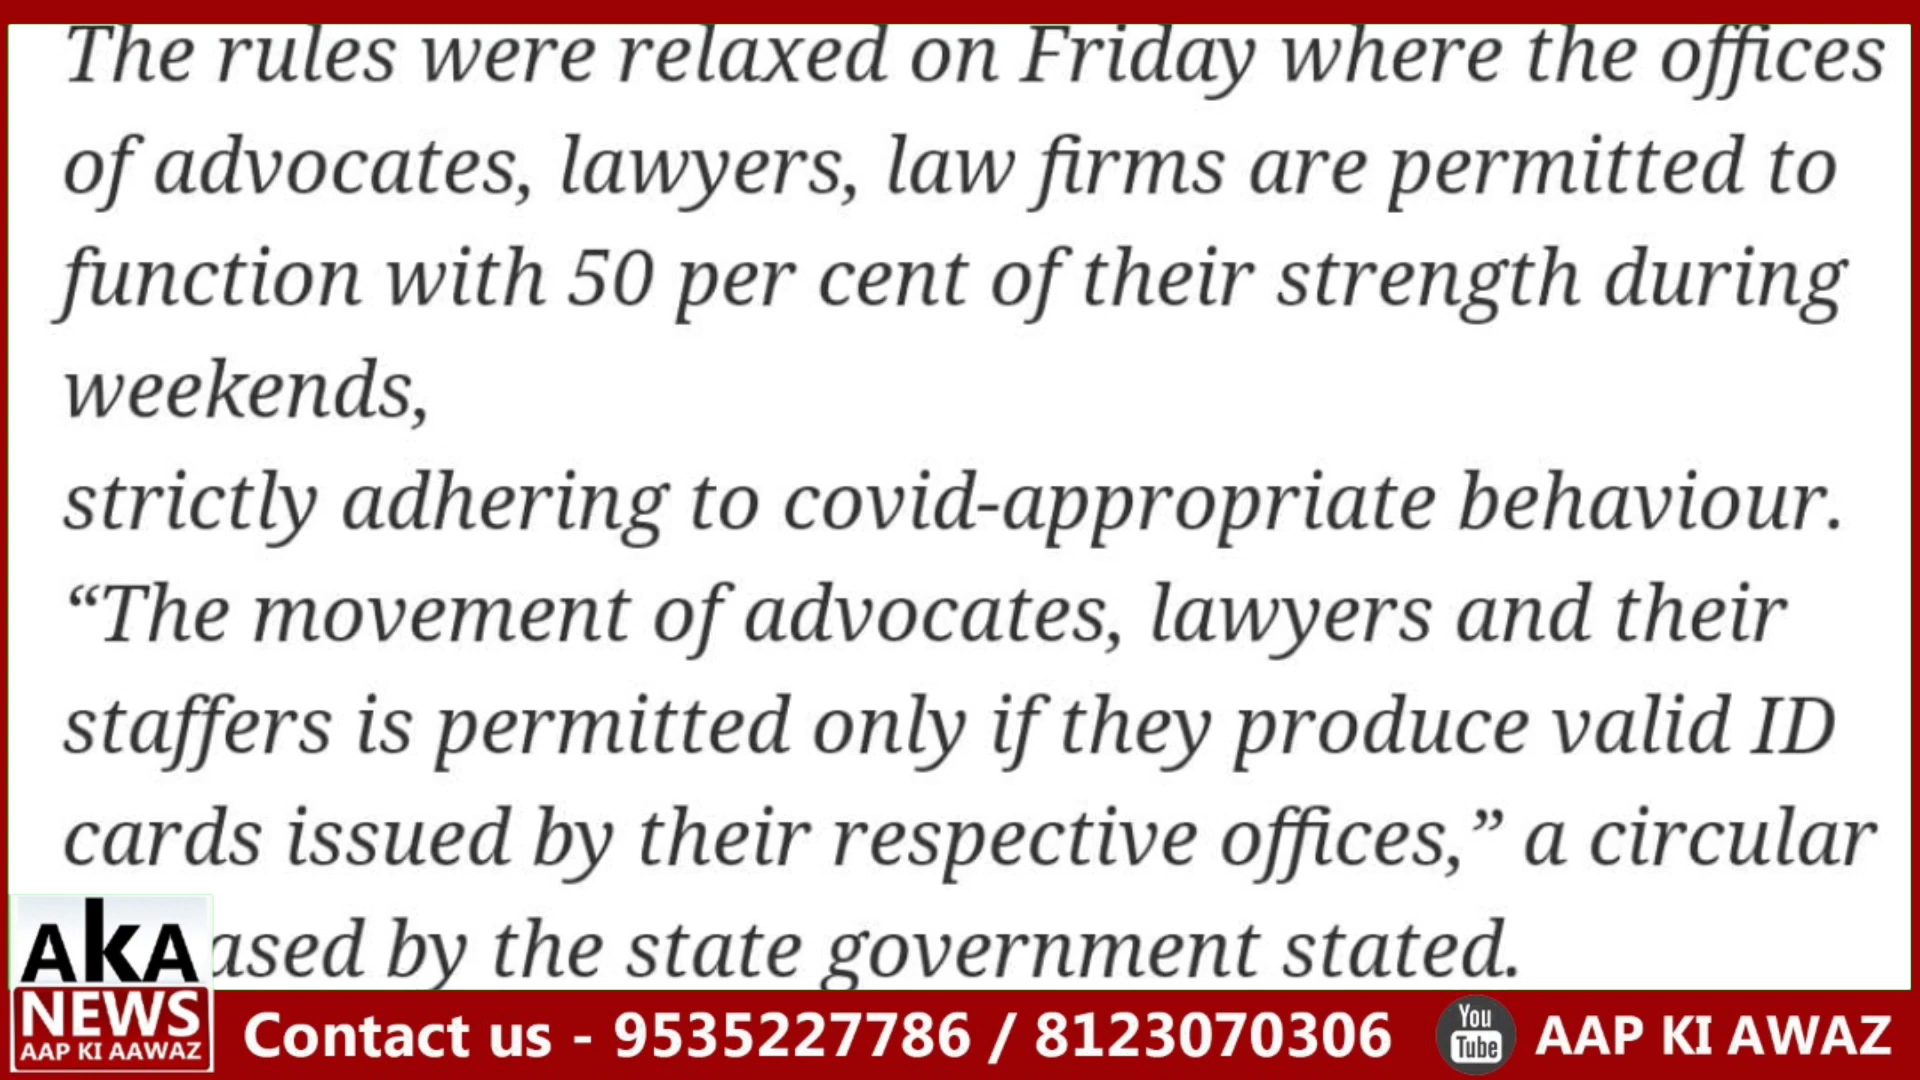 The rules were relaxed on Friday where the offices
of advocates, lawyers, law firms are permitted to
function with 50 per cent of their strength during
weekends,
strictly adhering to covid-appropriate behaviour.
“The movement of advocates, lawyers and their
staffers is permitted only if they produce valid ID
cards issued by their respective offices,” a circular
ased by the state government stated.
AKA
NEWS
AAP KI AAWAZ
Contact us - 9535227786 / 8123070306
You
Tube
AAP KI AWAZ